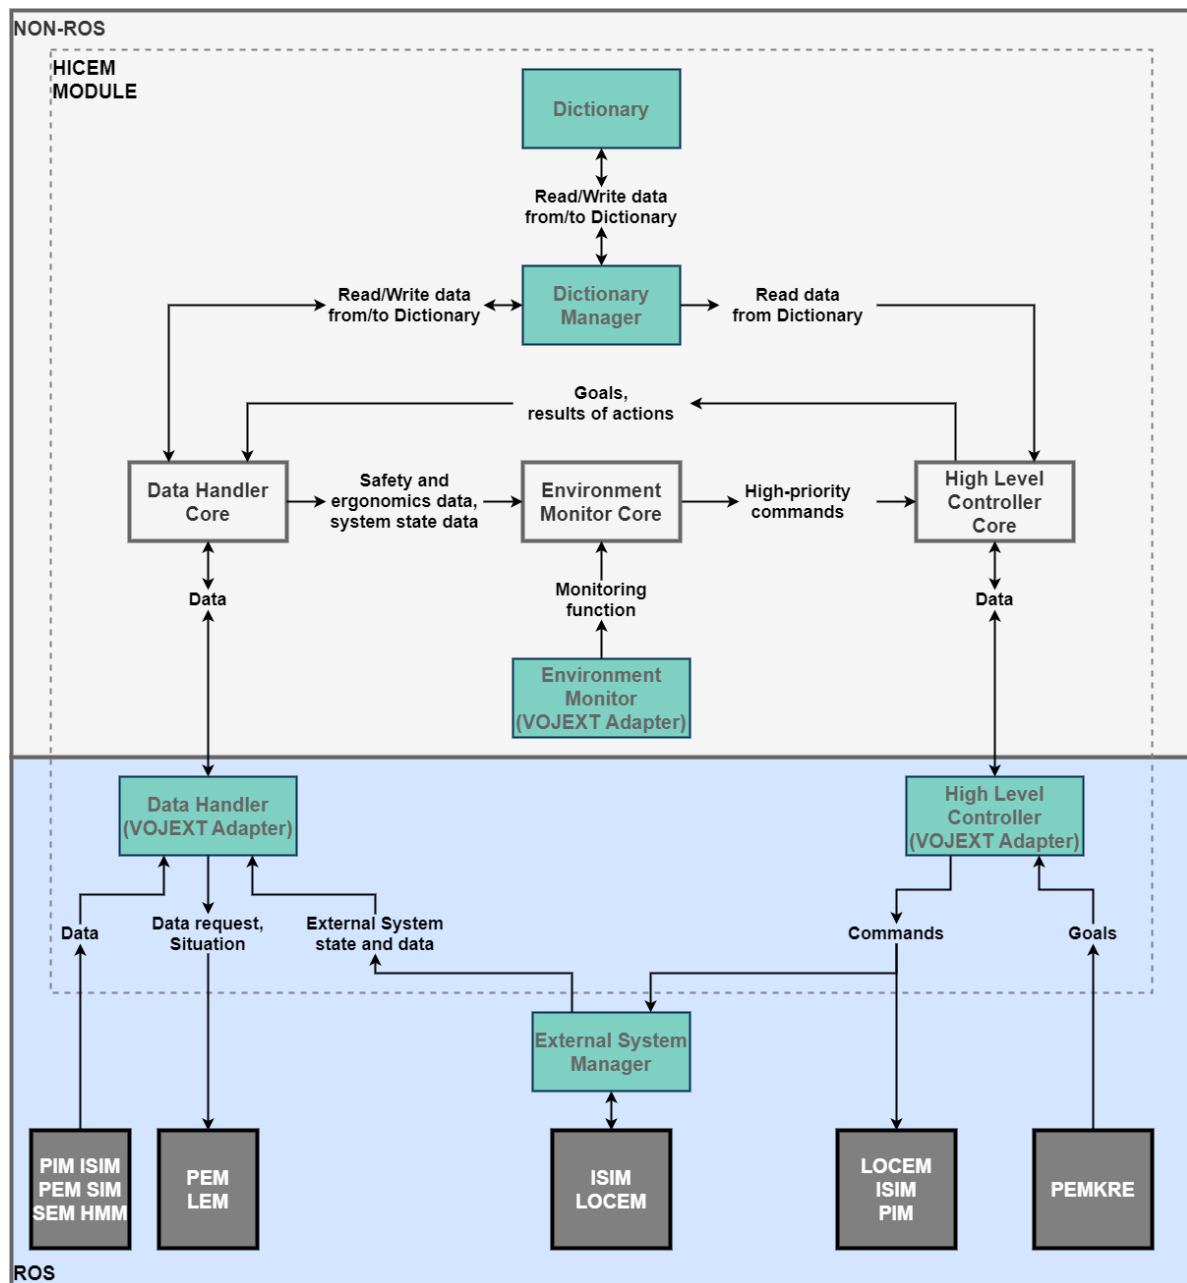 NON-ROS
HICEM
MODULE
Dictionary
Read/Write data
from/to Dictionary
Read/Write data
from/to Dictionary
Dictionary
Manager
Read data
from Dictionary
Goals,
results of actions
Data Handler
Core
Safety and
ergonomics data,
system state data
Environment
Monitor Core
High-priority
commands
High Level
Controller
Core
Data
Monitoring
function
Data
Environment
Monitor
(VOJEXT Adapter)
Data Handler
(VOJEXT Adapter)
High Level
Controller
(VOJEXT Adapter)
Data
Data request,
Situation
External System
state and data
Commands
Goals
External System
Manager
PIM ISIM
PEM SIM
SEM HMM
PEM
LEM
ISIM
LOCEM
LOCEM
ISIM
PIM
PEMKRE
ROS